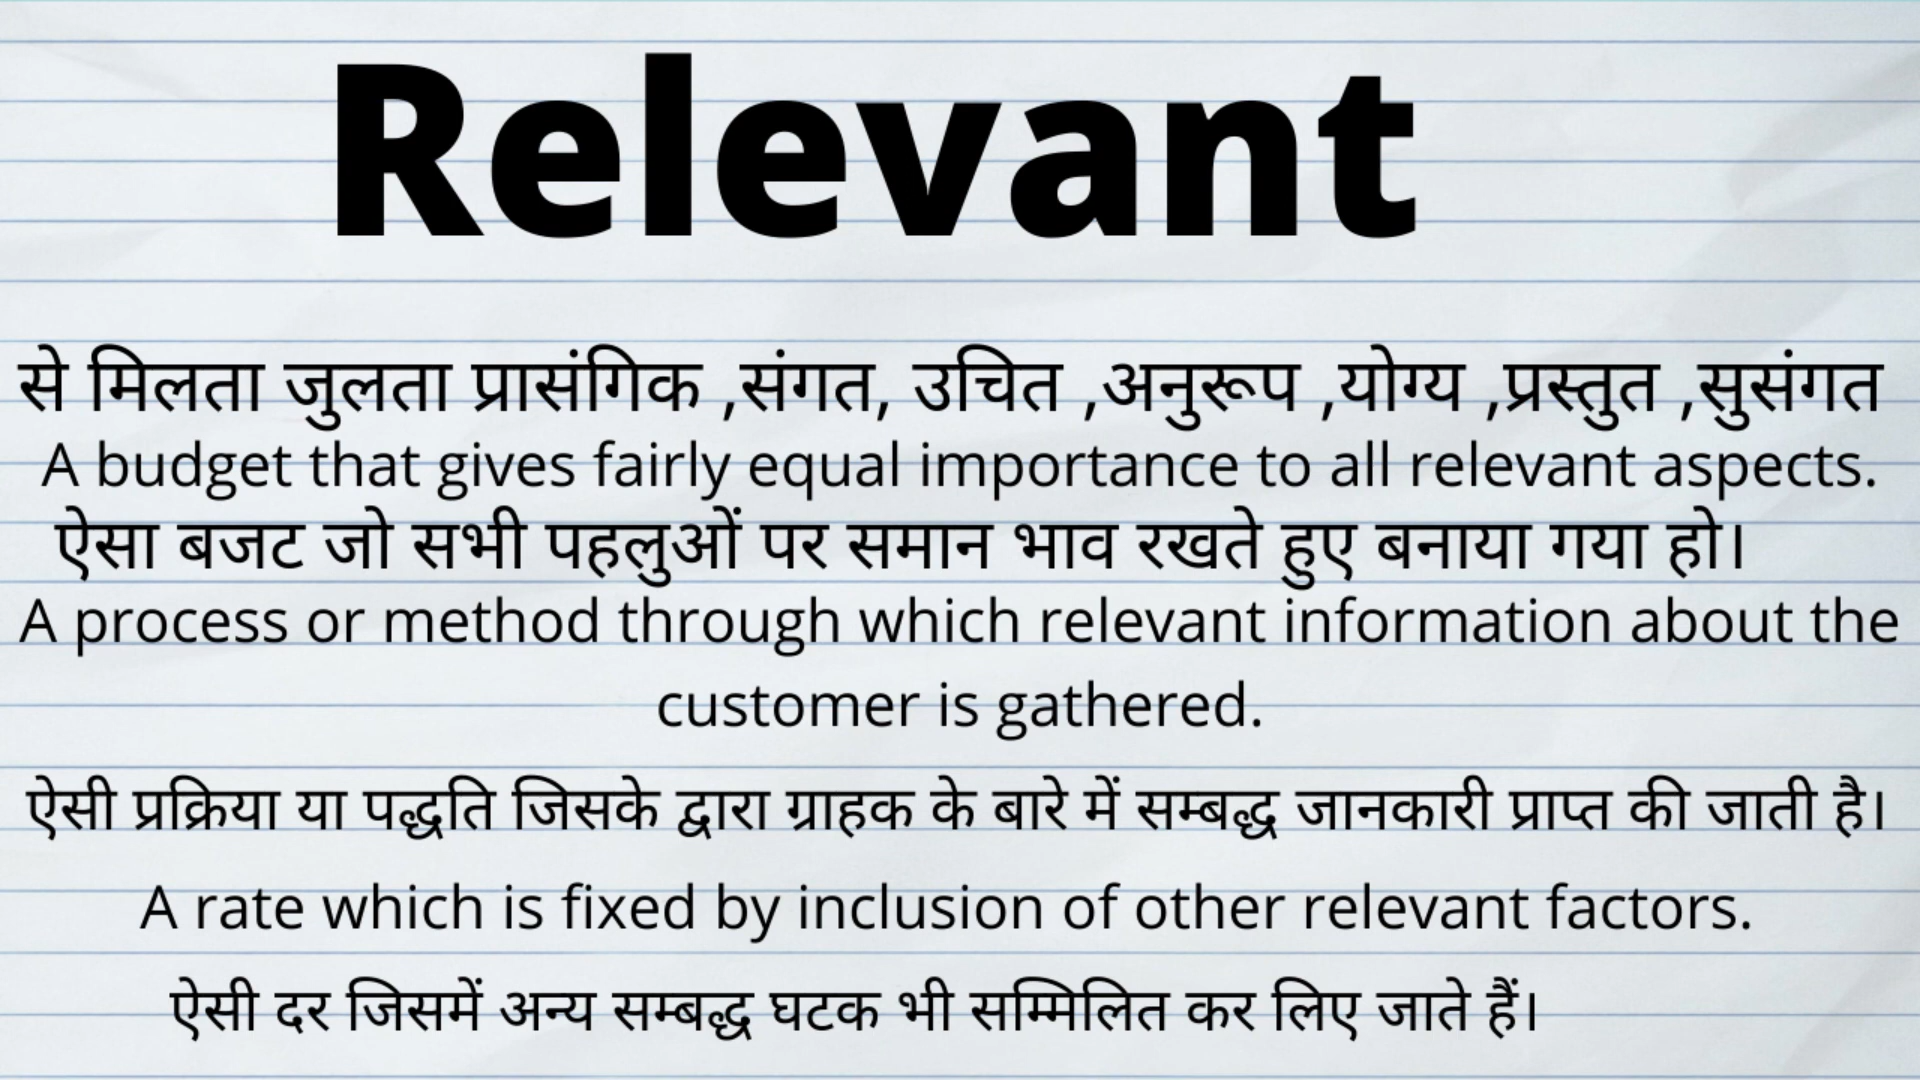 Relevant
से मिलता जुलता प्रासंगिक ,संगत, उचित ,अनुरूप ,योग्य ,प्रस्तुत ,सुसंगत
A budget that gives fairly equal importance to all relevant aspects.
ऐसा बजट जो सभी पहलुओं पर समान भाव रखते हुए बनाया गया हो।
A process or method through which relevant information about the
customer is gathered.
ऐसी प्रक्रिया या पद्धति जिसके द्वारा ग्राहक के बारे में सम्बद्ध जानकारी प्राप्त की जाती है।
A rate which is fixed by inclusion of other relevant factors.
ऐसी दर जिसमें अन्य सम्बद्ध घटक भी सम्मिलित कर लिए जाते हैं।